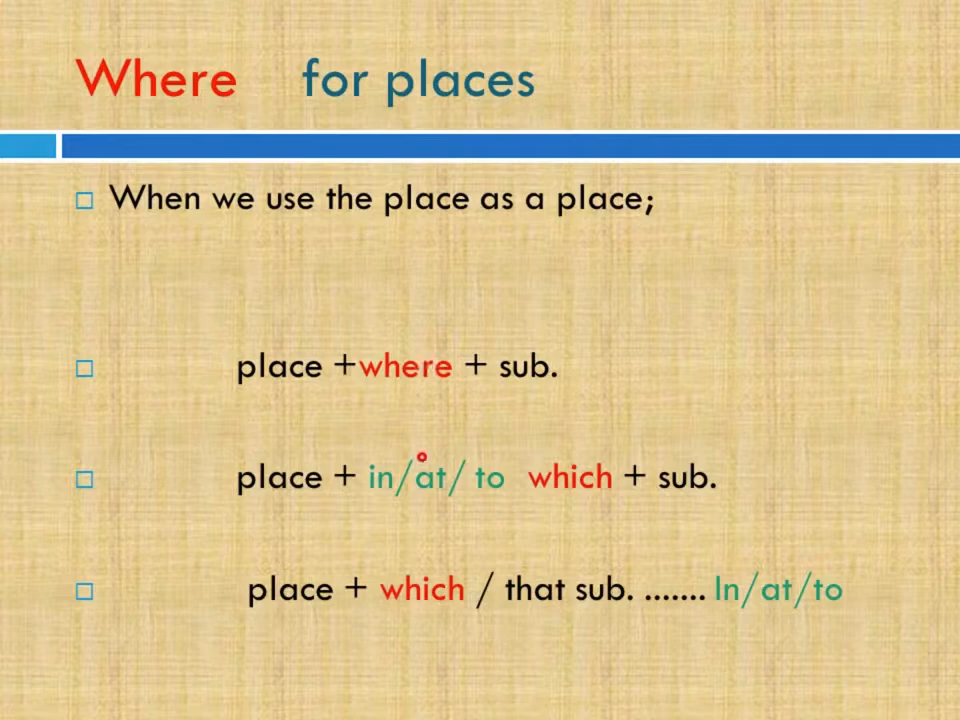 Where for places
When we use the place as a place;
place +where + sub.
place + in/at/ to which + sub.
place + which / that sub. ....... In/at/to